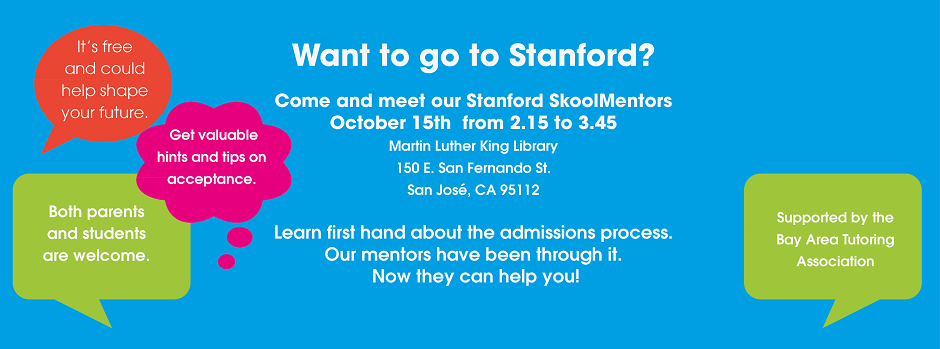 It's free
and could
help shape
your future.
Get valuable
hints and tips on
acceptance.
Both parents
and students
are welcome.
Want to go to Stanford?
Come and meet our Stanford SkoolMentors
October 15th from 2.15 to 3.45
Martin Luther King Library
150 E. San Fernando St.
San José, CA 95112
Learn first hand about the admissions process.
Our mentors have been through it.
Now they can help you!
Supported by the
Bay Area Tutoring
Association